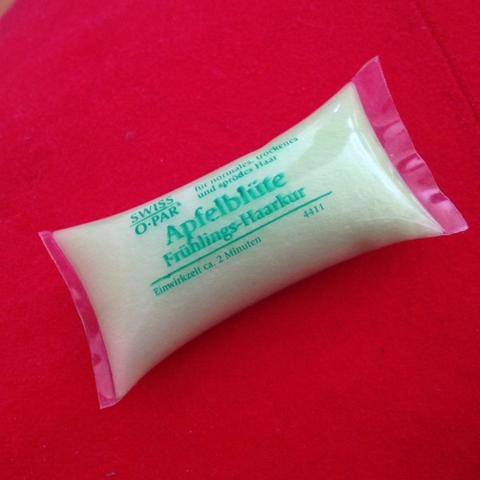 SWISS
O·PAR
für normales, trockenes
und sprödes Haar
Apfelblüte
Frühlings-Haarkur
4411
Einwirkzeit ca. 2 Minuten